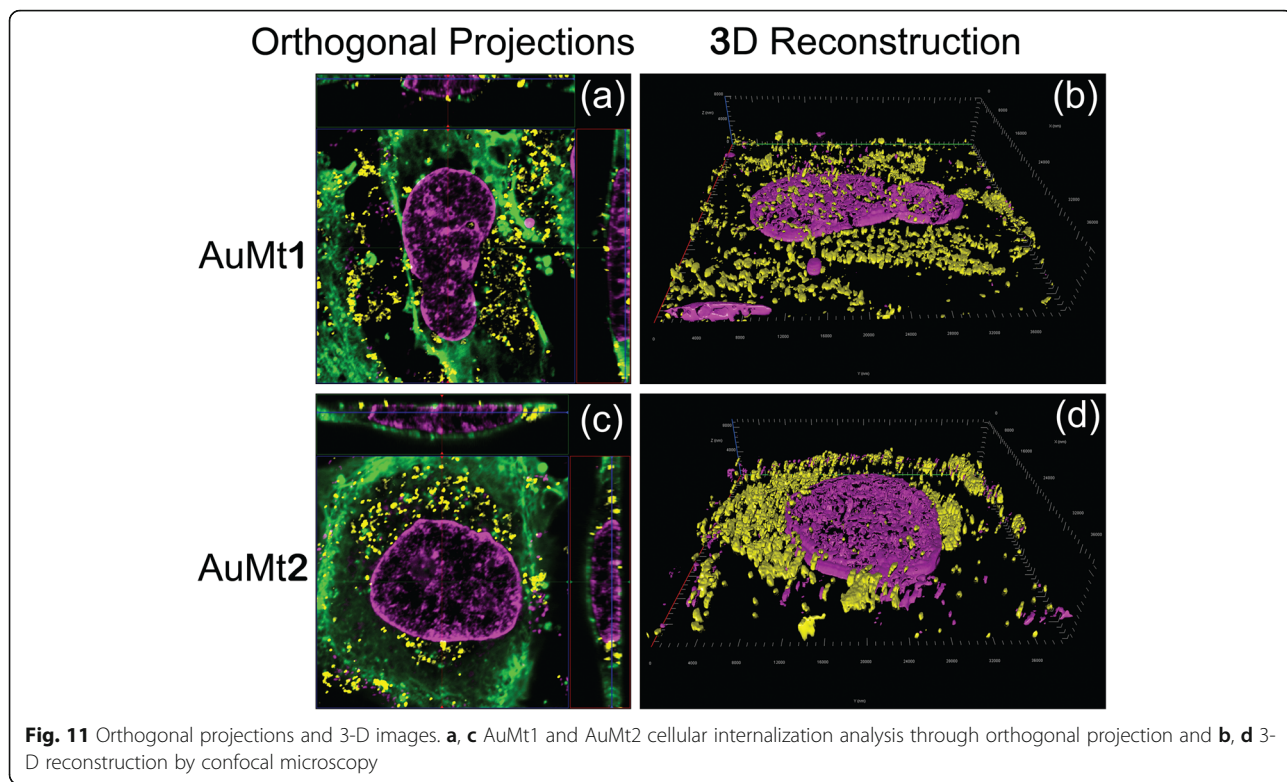 Orthogonal Projections 3D Reconstruction
(a) (b)
AuMt1
(c) (d)
AuMt2
Fig. 11 Orthogonal projections and 3-D images. a, c AuMt1 and AuMt2 cellular internalization analysis through orthogonal projection and b, d 3-
D reconstruction by confocal microscopy